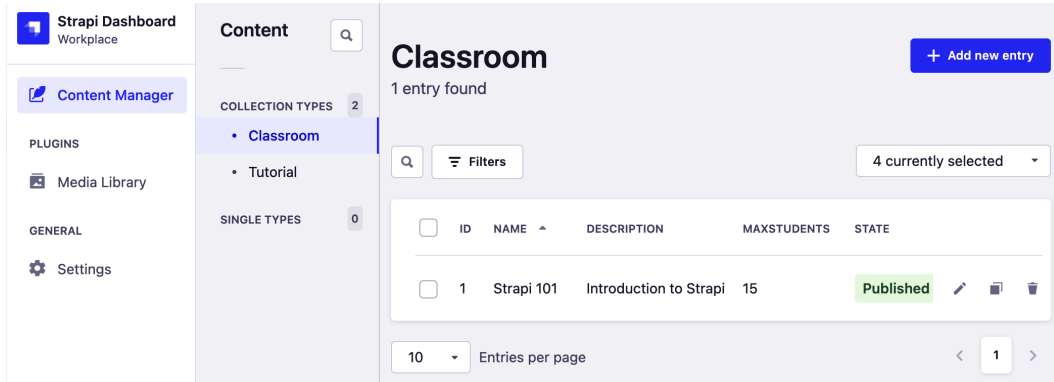 Strapi Dashboard
Workplace
Content Manager
PLUGINS
Media Library
GENERAL
Settings
Content
COLLECTION TYPES 2
• Classroom
• Tutorial
SINGLE TYPES 0
Classroom
1 entry found
+ Add new entry
Filters
4 currently selected
ID NAME DESCRIPTION MAXSTUDENTS STATE
1 Strapi 101 Introduction to Strapi 15 Published
10 Entries per page
< 1 >